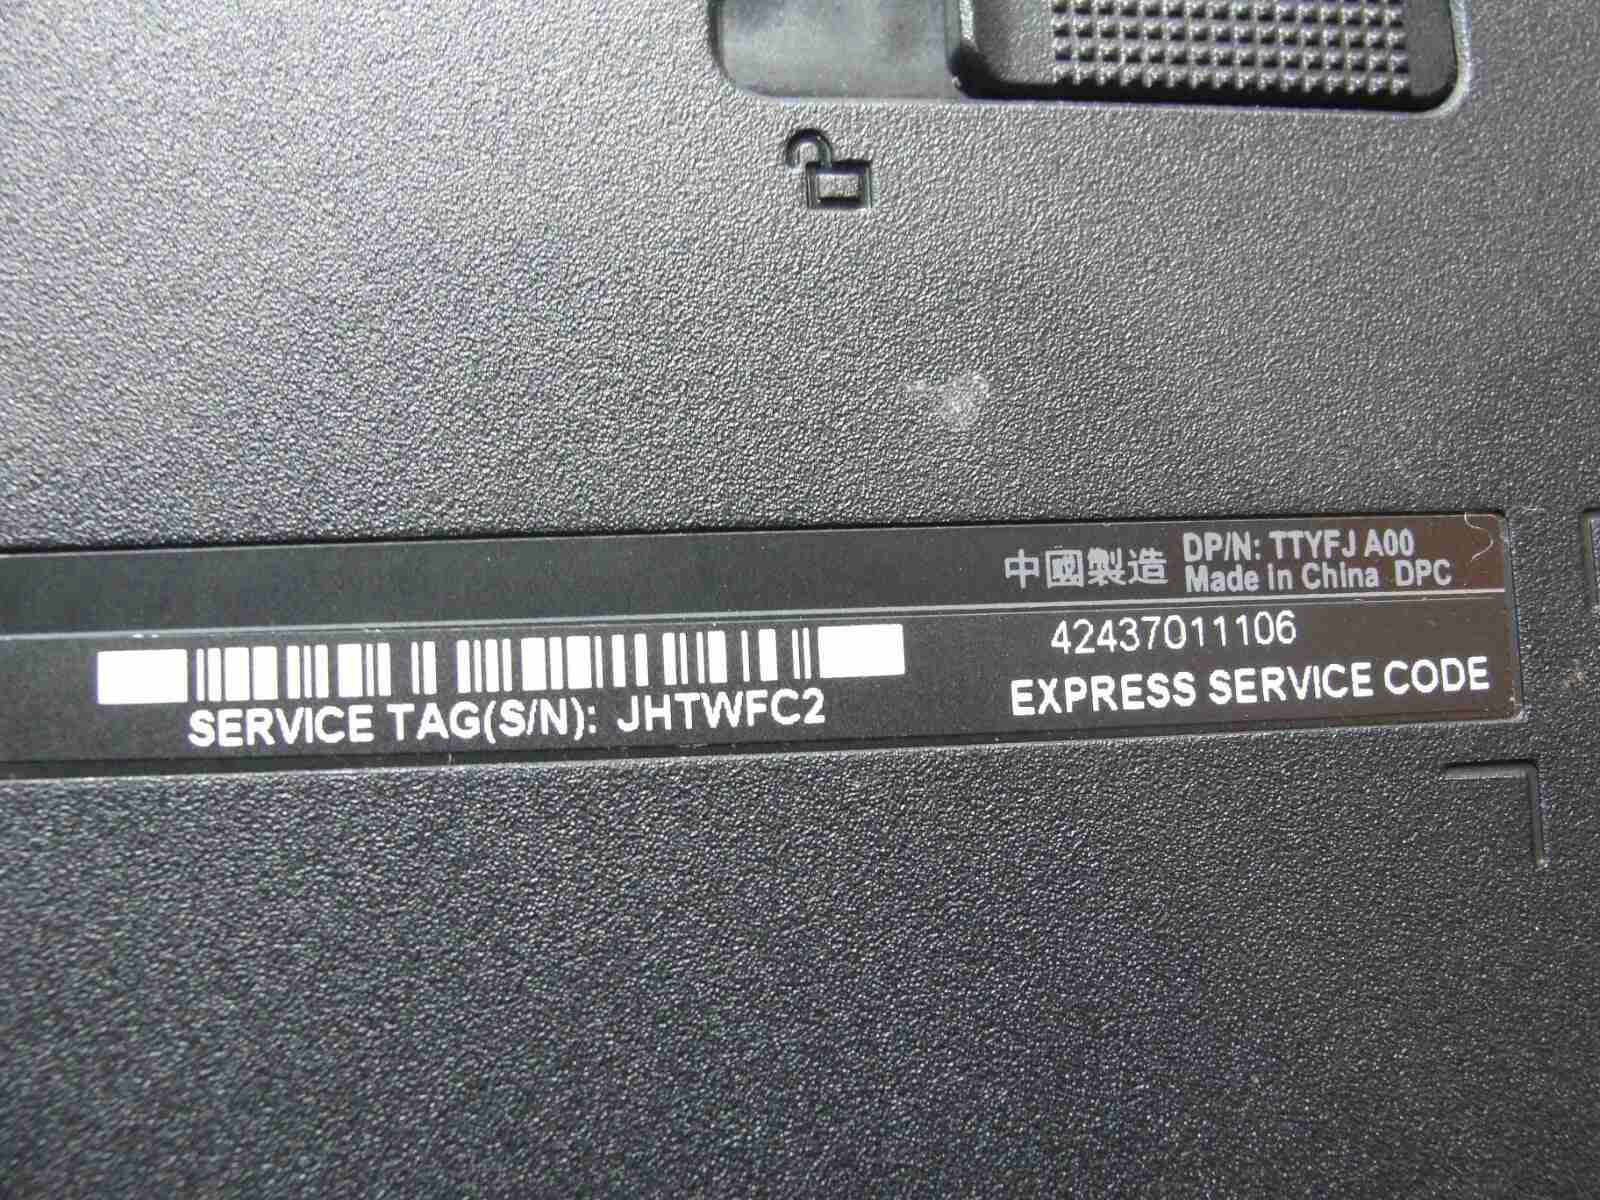 中國製造 DP/N: TTYFJ A00
Made in China DPC
42437011106
EXPRESS SERVICE CODE
SERVICE TAG(S/N): JHTWFC2